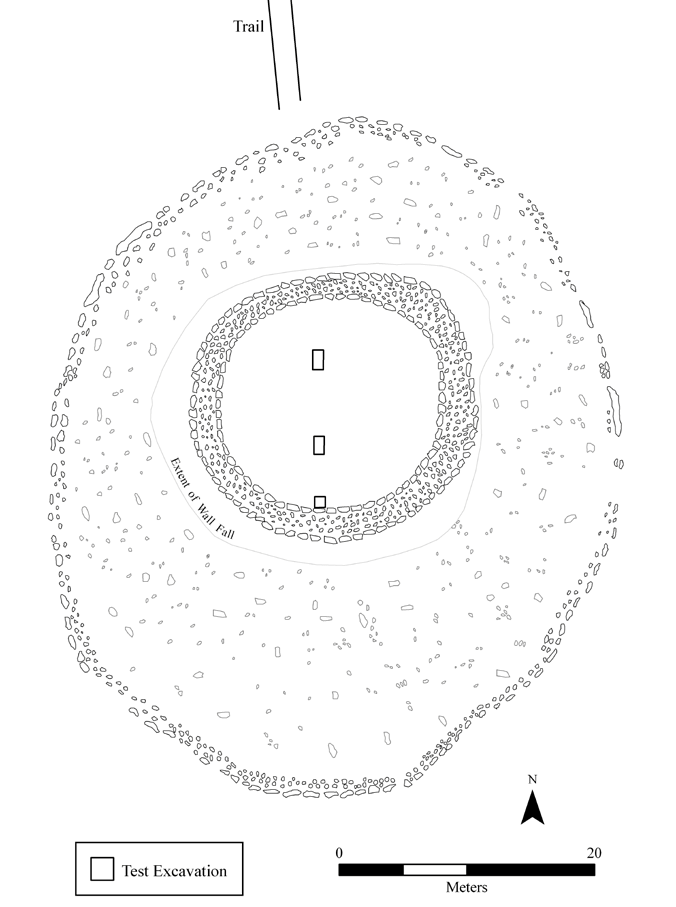 Trail
Extent of Wall Fall
N
0 20
Meters
Test Excavation